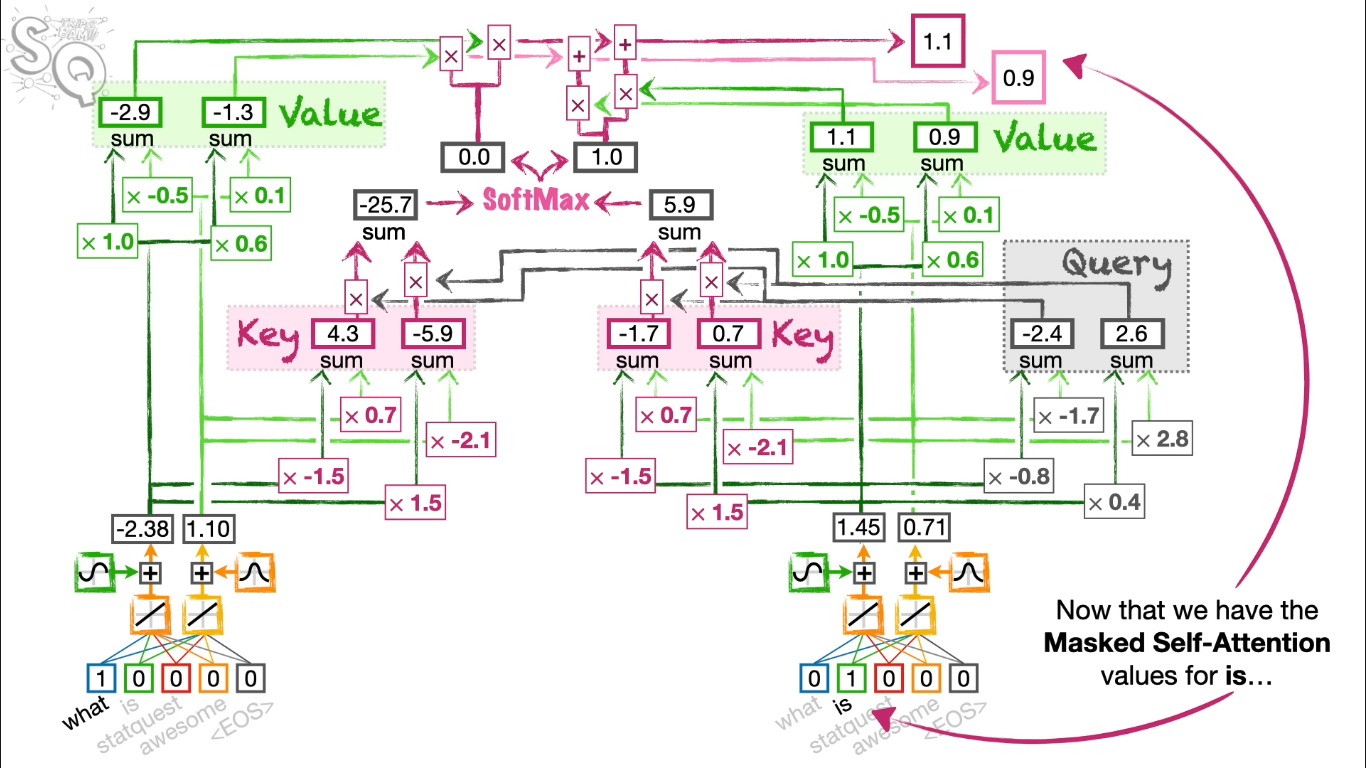 SQ
TRIPLE
BAM!!!
× × + + 1.1
0.9
-2.9 -1.3 Value
sum sum
× -0.5 × 0.1
× 1.0 × 0.6
× ×
1.1 0.9 Value
sum sum
× -0.5 × 0.1
× 1.0 × 0.6
0.0 1.0
SoftMax
-25.7 5.9
sum sum
× × × ×
Query
Key 4.3 -5.9
sum sum
-1.7 0.7 Key
sum sum
-2.4 2.6
sum sum
× 0.7 × -2.1
× -1.5 × 1.5
× 0.7 × -2.1
× -1.5 × 1.5
× -1.7 × 2.8
× -0.8 × 0.4
-2.38 1.10
+ +
1 0 0 0 0
what is statquest awesome <EOS>
1.45 0.71
+ +
0 1 0 0 0
what is statquest awesome <EOS>
Now that we have the
Masked Self-Attention
values for is…